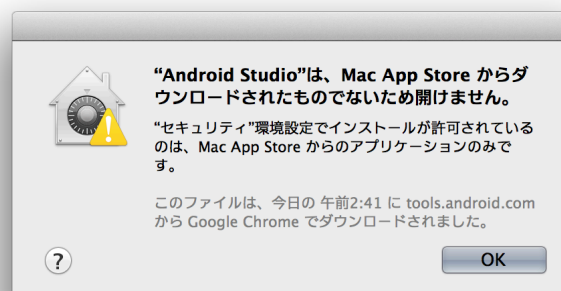 “Android Studio”は、Mac App Store からダ
ウンロードされたものでないため開けません。
“セキュリティ”環境設定でインストールが許可されている
のは、Mac App Store からのアプリケーションのみで
す。
このファイルは、今日の 午前2:41 に tools.android.com
から Google Chrome でダウンロードされました。
?
OK